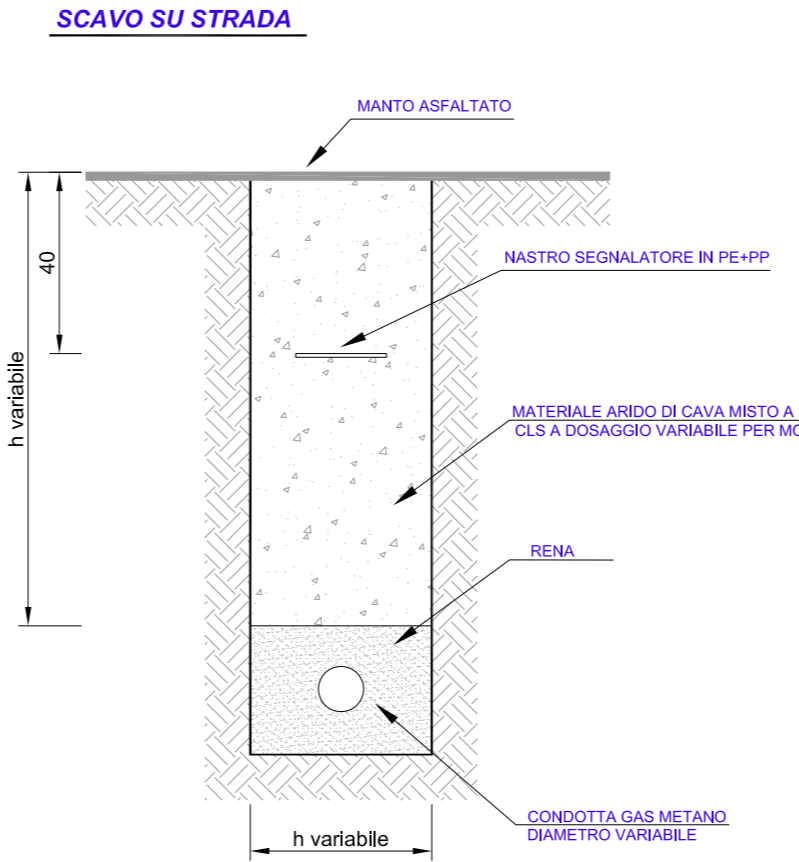 SCAVO SU STRADA
MANTO ASFALTATO
40
NASTRO SEGNALATORE IN PE+PP
h variabile
MATERIALE ARIDO DI CAVA MISTO A
CLS A DOSAGGIO VARIABILE PER
RENA
CONDOTTA GAS METANO
DIAMETRO VARIABILE
h variabile